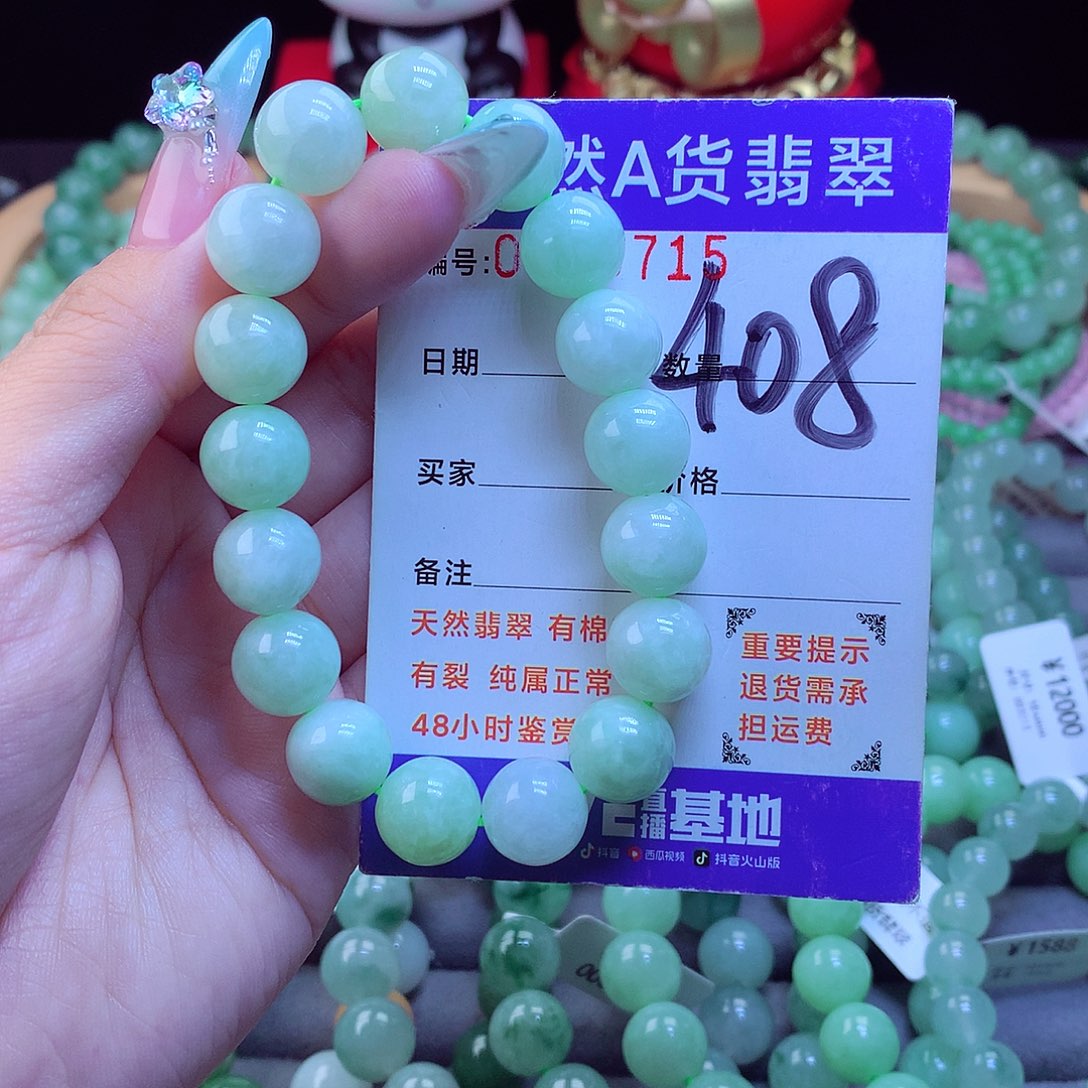 然A货翡翠
编号:0 715
408
日期 数量
买家 价格
备注
天然翡翠 有棉
有裂 纯属正常
48小时鉴赏
重要提示
退货需承
担运费
直播基地
抖音 西瓜视频 抖音火山版
¥12000
¥1588